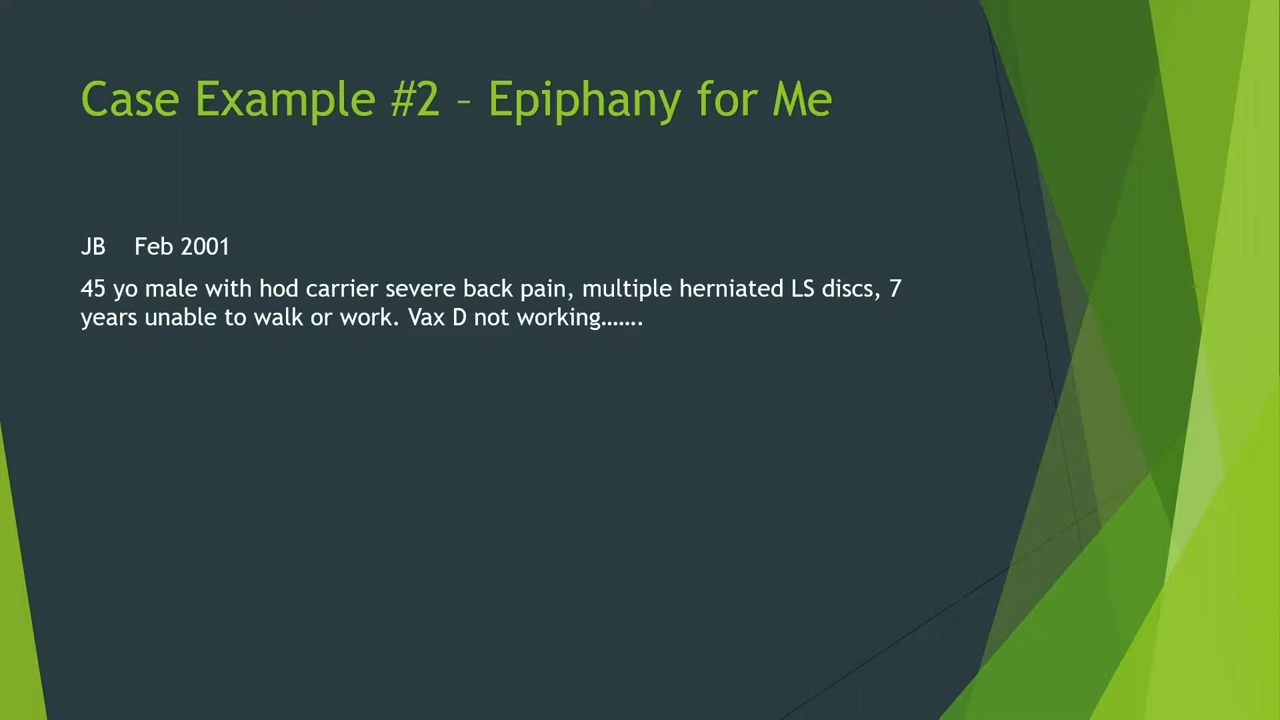 Case Example #2 – Epiphany for Me
JB Feb 2001
45 yo male with hod carrier severe back pain, multiple herniated LS discs, 7
years unable to walk or work. Vax D not working…….